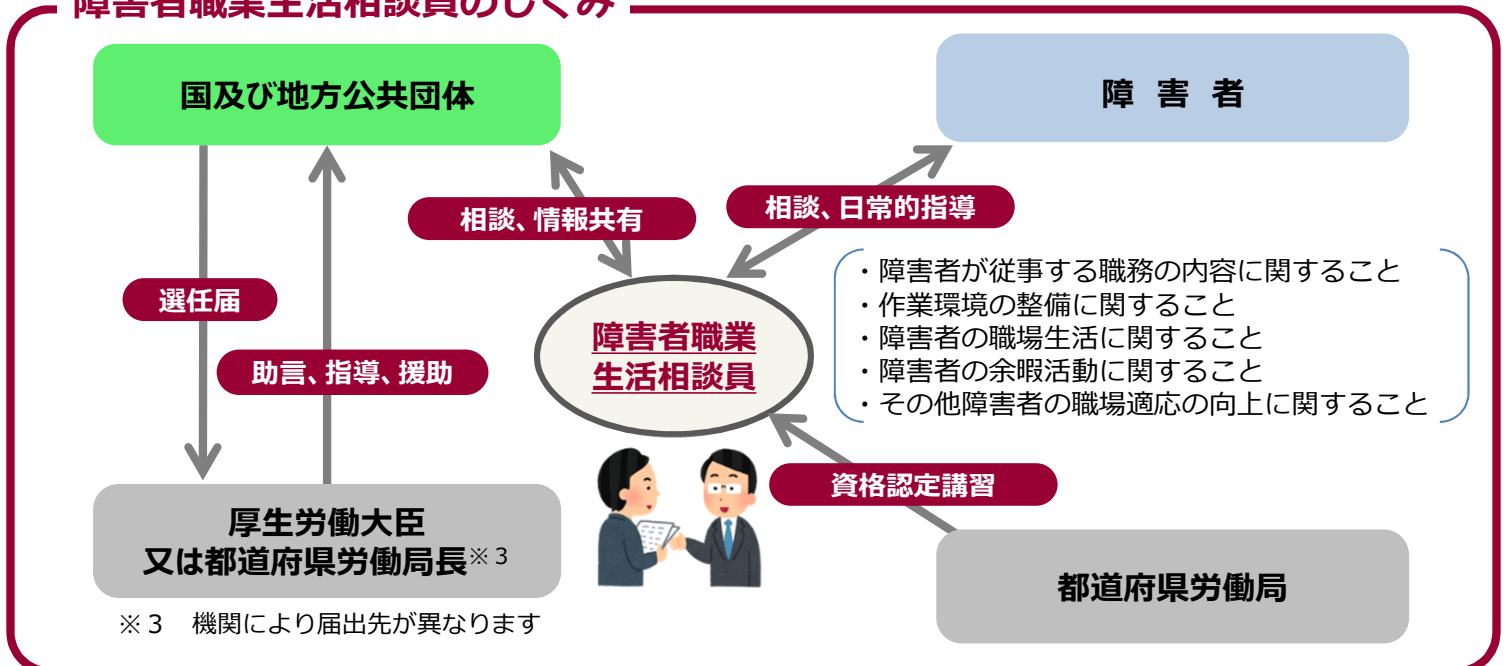 障害者職業生活相談員のしくみ
国及び地方公共団体
障 害 者
相談、情報共有
相談、日常的指導
選任届
助言、指導、援助
障害者職業
生活相談員
・障害者が従事する職務の内容に関すること
・作業環境の整備に関すること
・障害者の職場生活に関すること
・障害者の余暇活動に関すること
・その他障害者の職場適応の向上に関すること
資格認定講習
厚生労働大臣
又は都道府県労働局長※3
都道府県労働局
※3　機関により届出先が異なります